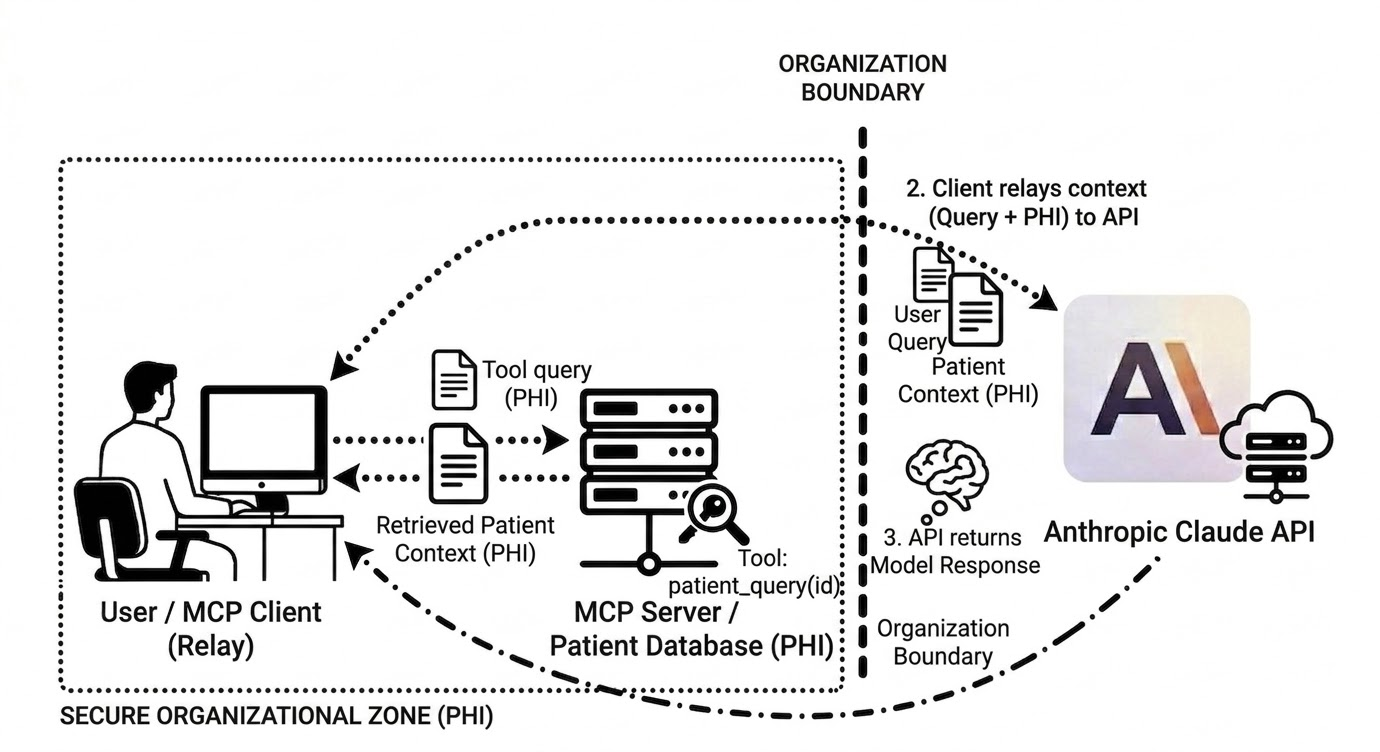 ORGANIZATION
BOUNDARY
2. Client relays context
(Query + PHI) to API
User
Query
Patient
Context (PHI)
Tool query
(PHI)
Retrieved Patient
Context (PHI)
Tool:
patient_query(id)
User / MCP Client
(Relay)
MCP Server /
Patient Database (PHI)
3. API returns
Model Response
Anthropic Claude API
Organization
Boundary
SECURE ORGANIZATIONAL ZONE (PHI)
A\